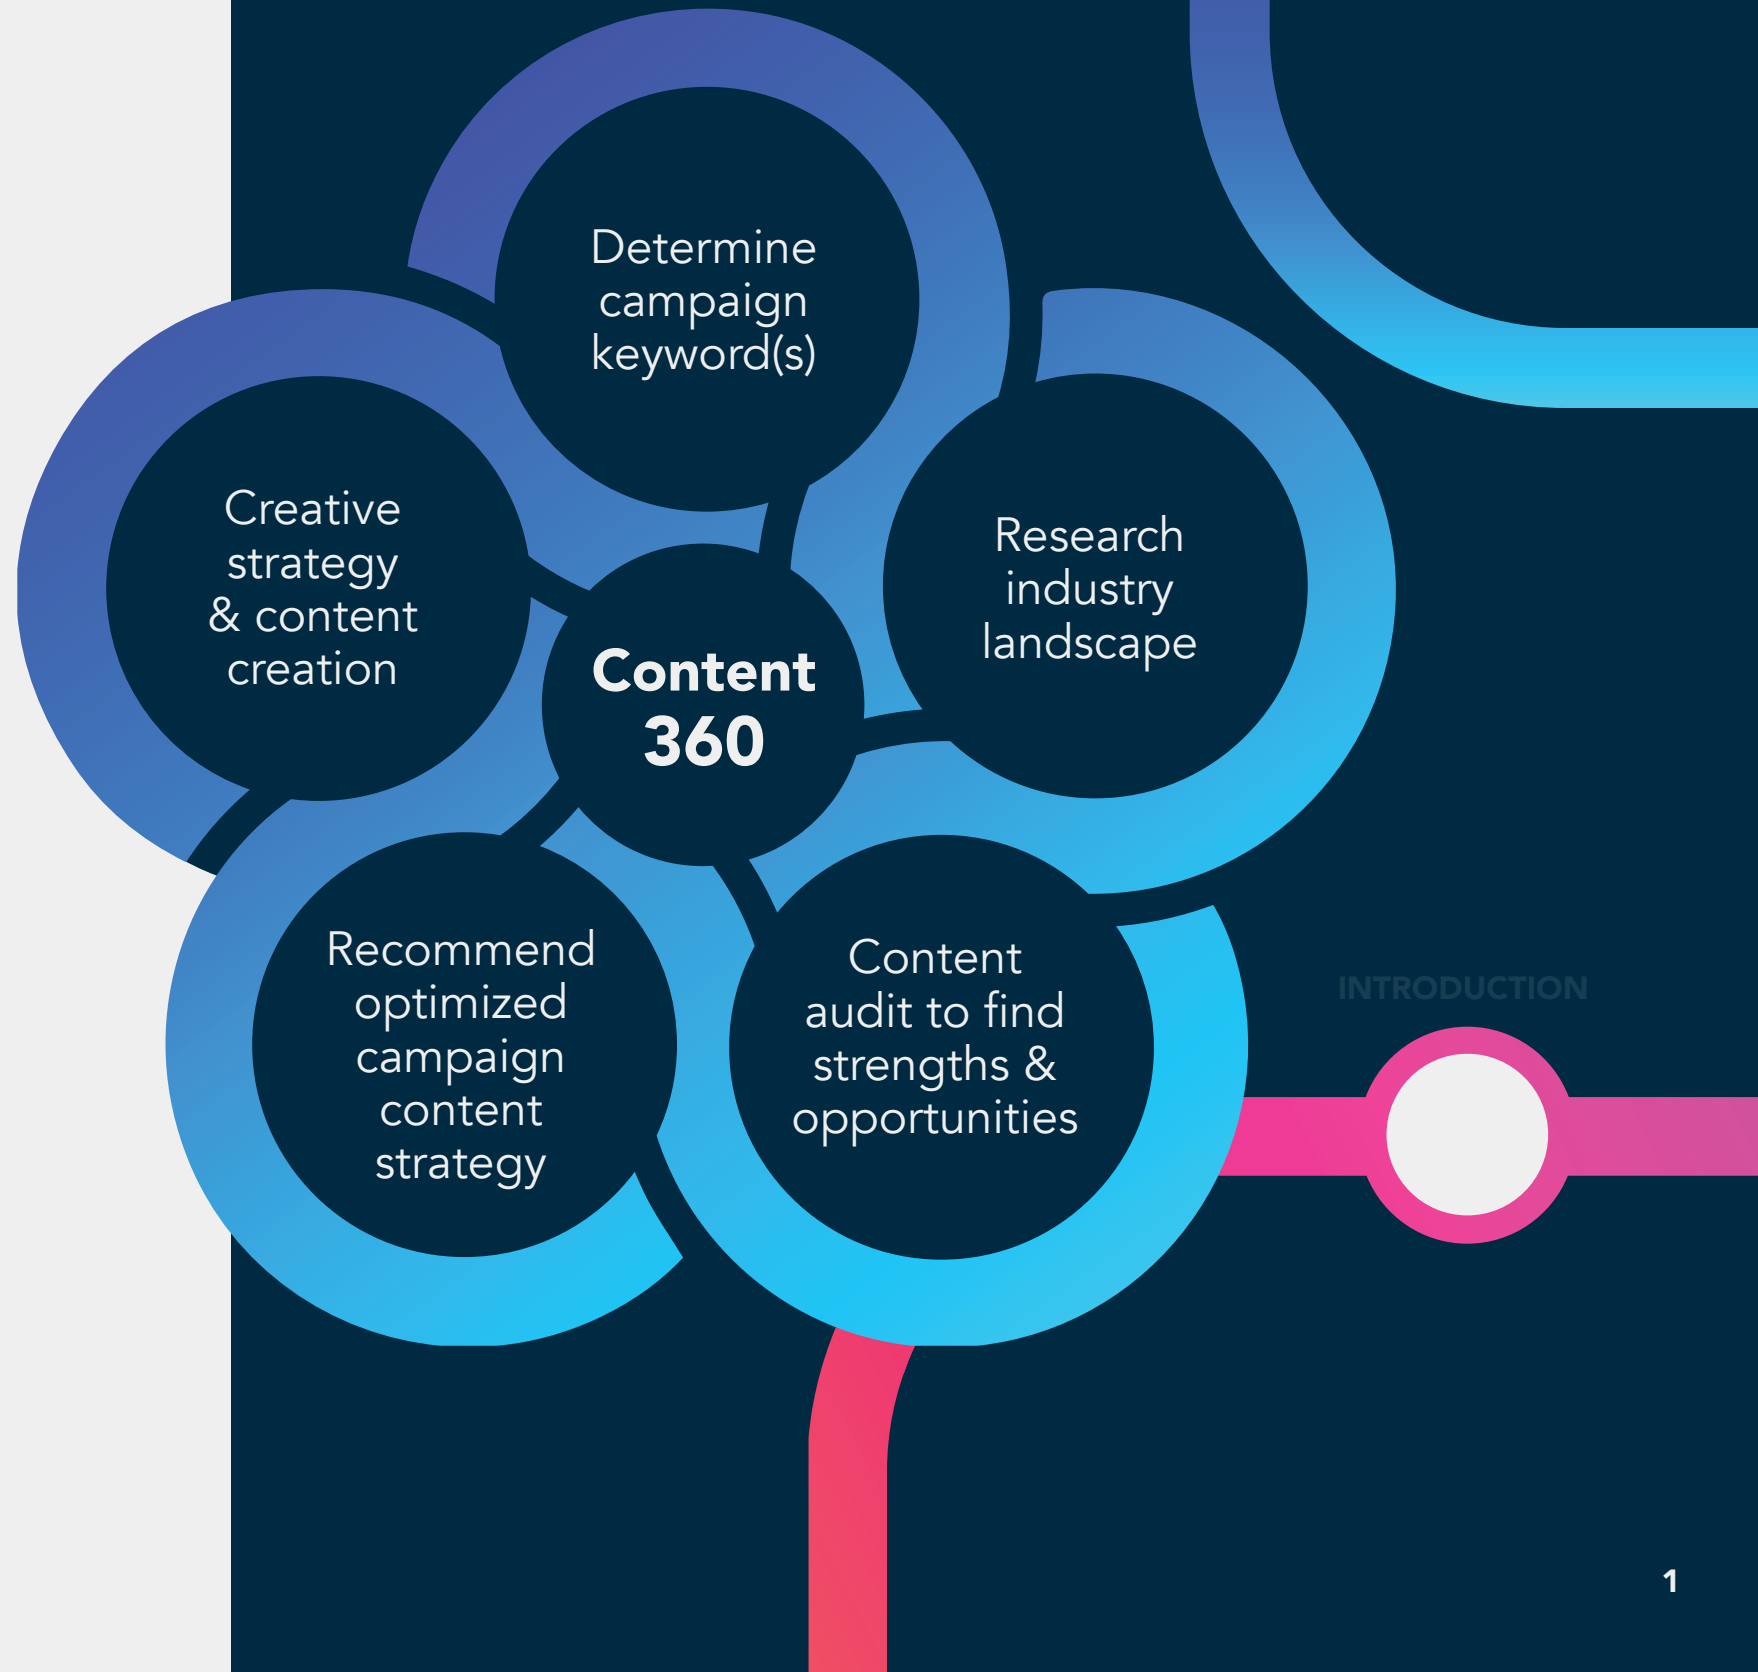 Determine
campaign
keyword(s)
Research
industry
landscape
Creative
strategy
& content
creation
Content
360
Recommend
optimized
campaign
content
strategy
Content
audit to find
strengths &
opportunities
INTRODUCTION
1